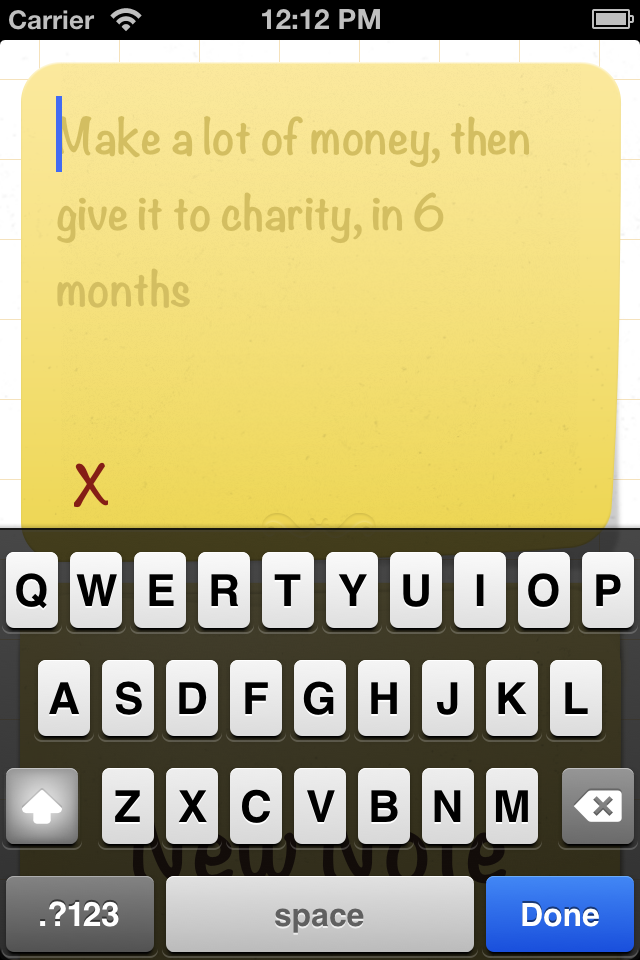 Carrier 12:12 PM
Make a lot of money, then
give it to charity, in 6
months
X
Q W E R T Y U I O P
A S D F G H J K L
Z X C V B N M
New Note
.?123 space Done